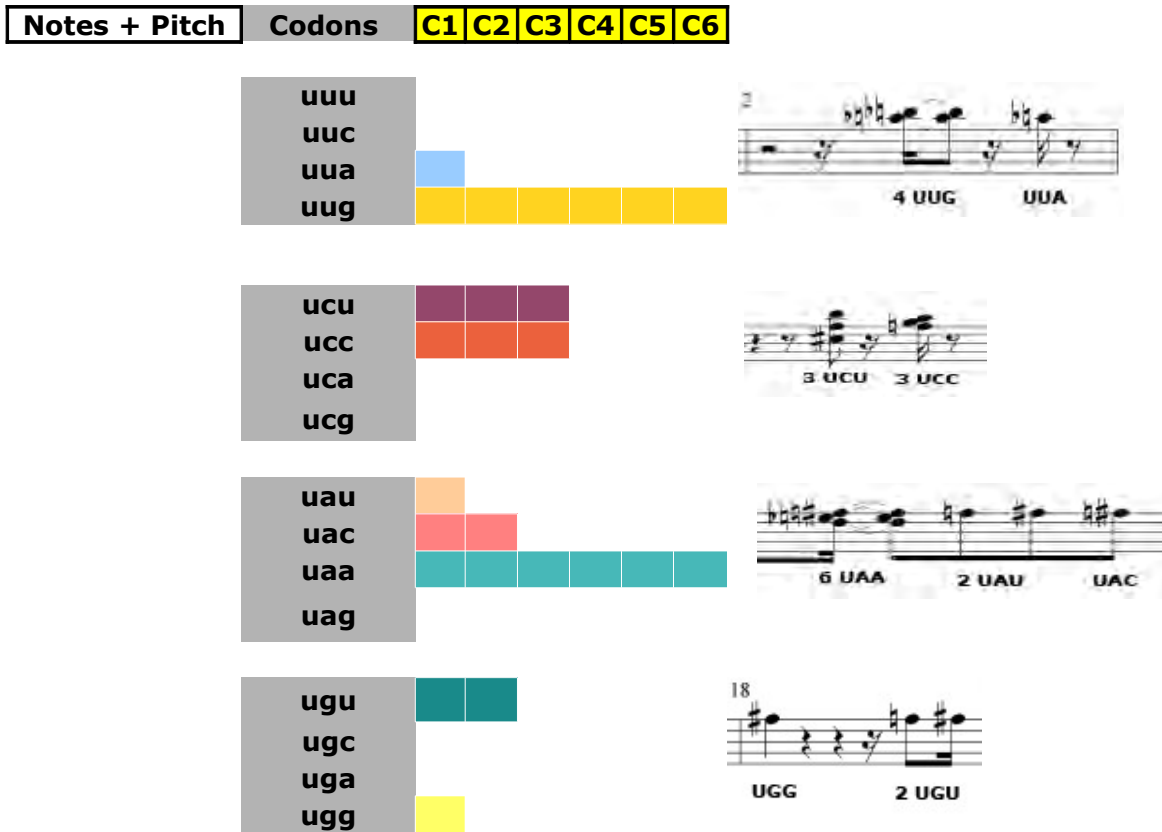 Notes + Pitch Codons C1 C2 C3 C4 C5 C6
uuu
uuc
uua
uug
2
4 UUG UUA
ucu
ucc
uca
ucg
3 UCU 3 UCC
uau
uac
uaa
uag
6 UAA 2 UAU UAC
ugu
ugc
uga
ugg
18
UGG 2 UGU